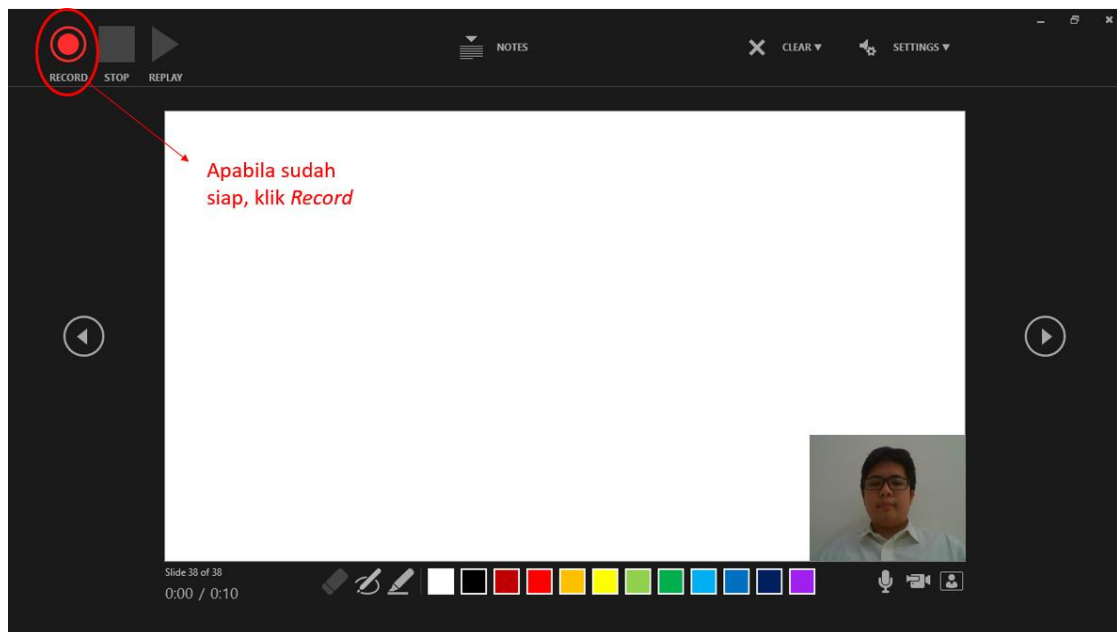 RECORD STOP REPLAY
NOTES
CLEAR
SETTINGS
Apabila sudah
siap, klik Record
Slide 38 of 38
0:00 / 0:10